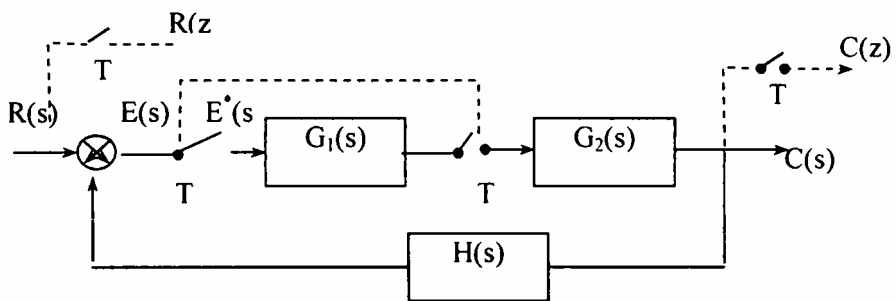 R(z
T
C(z)
T
R(s)
E(s)
E*(s
G₁(s)
G₂(s)
C(s)
T
T
H(s)